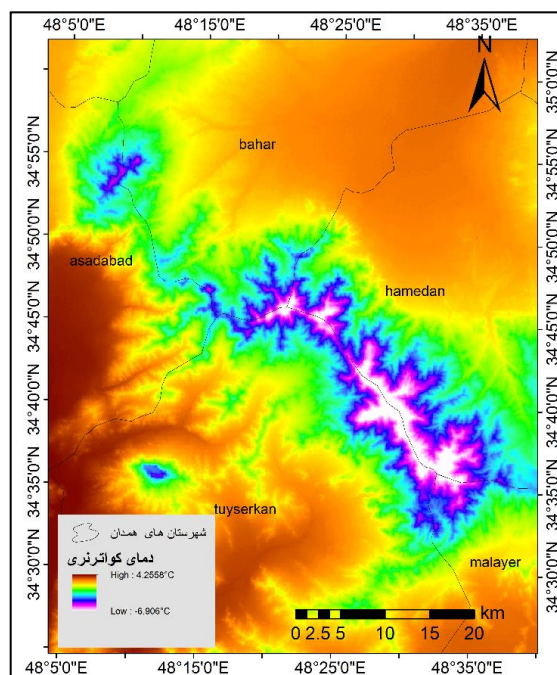 48°5'0"E 48°15'0"E 48°25'0"E 48°35'0"E
N
35°0'0"N
34°55'0"N 34°55'0"N
bahar
34°50'0"N 34°50'0"N
asadabad
hamedan
34°45'0"N 34°45'0"N
34°40'0"N 34°40'0"N
34°35'0"N 34°35'0"N
tuyserkan
malayer
34°30'0"N 34°30'0"N
شهرستان های همدان
دمای کواترنری
High : 4.2558°C
Low : -6.906°C
km
0 2.5 5 10 15 20
48°5'0"E 48°15'0"E 48°25'0"E 48°35'0"E